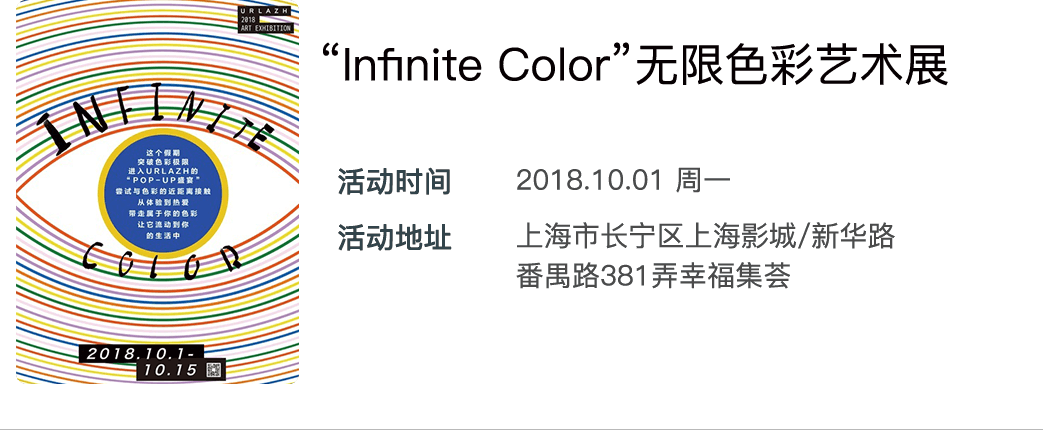 URLAZH
2018
ART EXHIBITION
INFINITE
这个假期
突破色彩极限
进入URLAZH的
“POP-UP盛宴”
尝试与色彩的近距离接触
从体验到热爱
带走属于你的色彩
让它流动到你
的生活中
COLOR
2018.10.1-
10.15
“Infinite Color”无限色彩艺术展
活动时间 2018.10.01 周一
活动地址 上海市长宁区上海影城/新华路
番禺路381弄幸福集荟